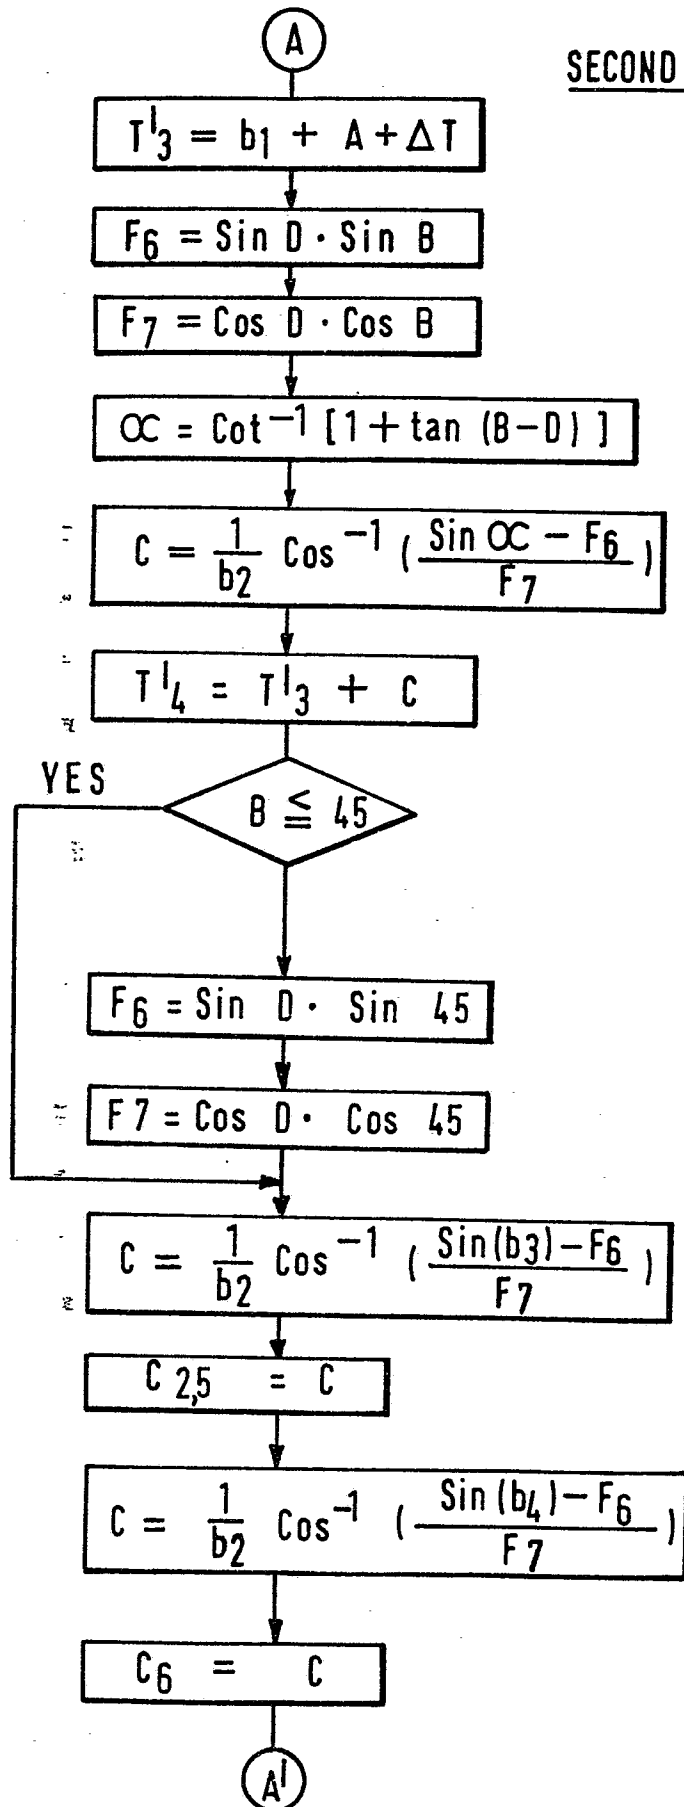 A
SECOND
T'3 = b1 + A + ΔT
F6 = Sin D · Sin B
F7 = Cos D · Cos B
α = Cot⁻¹ [1 + tan (B-D) ]
C = 1/b2 Cos⁻¹ ( (Sin α - F6)/F7 )
T'4 = T'3 + C
YES
B ≦ 45
F6 = Sin D · Sin 45
F7 = Cos D · Cos 45
C = 1/b2 Cos⁻¹ ( (Sin(b3) - F6)/F7 )
C 2,5 = C
C = 1/b2 Cos⁻¹ ( (Sin(b4) - F6)/F7 )
C6 = C
A'